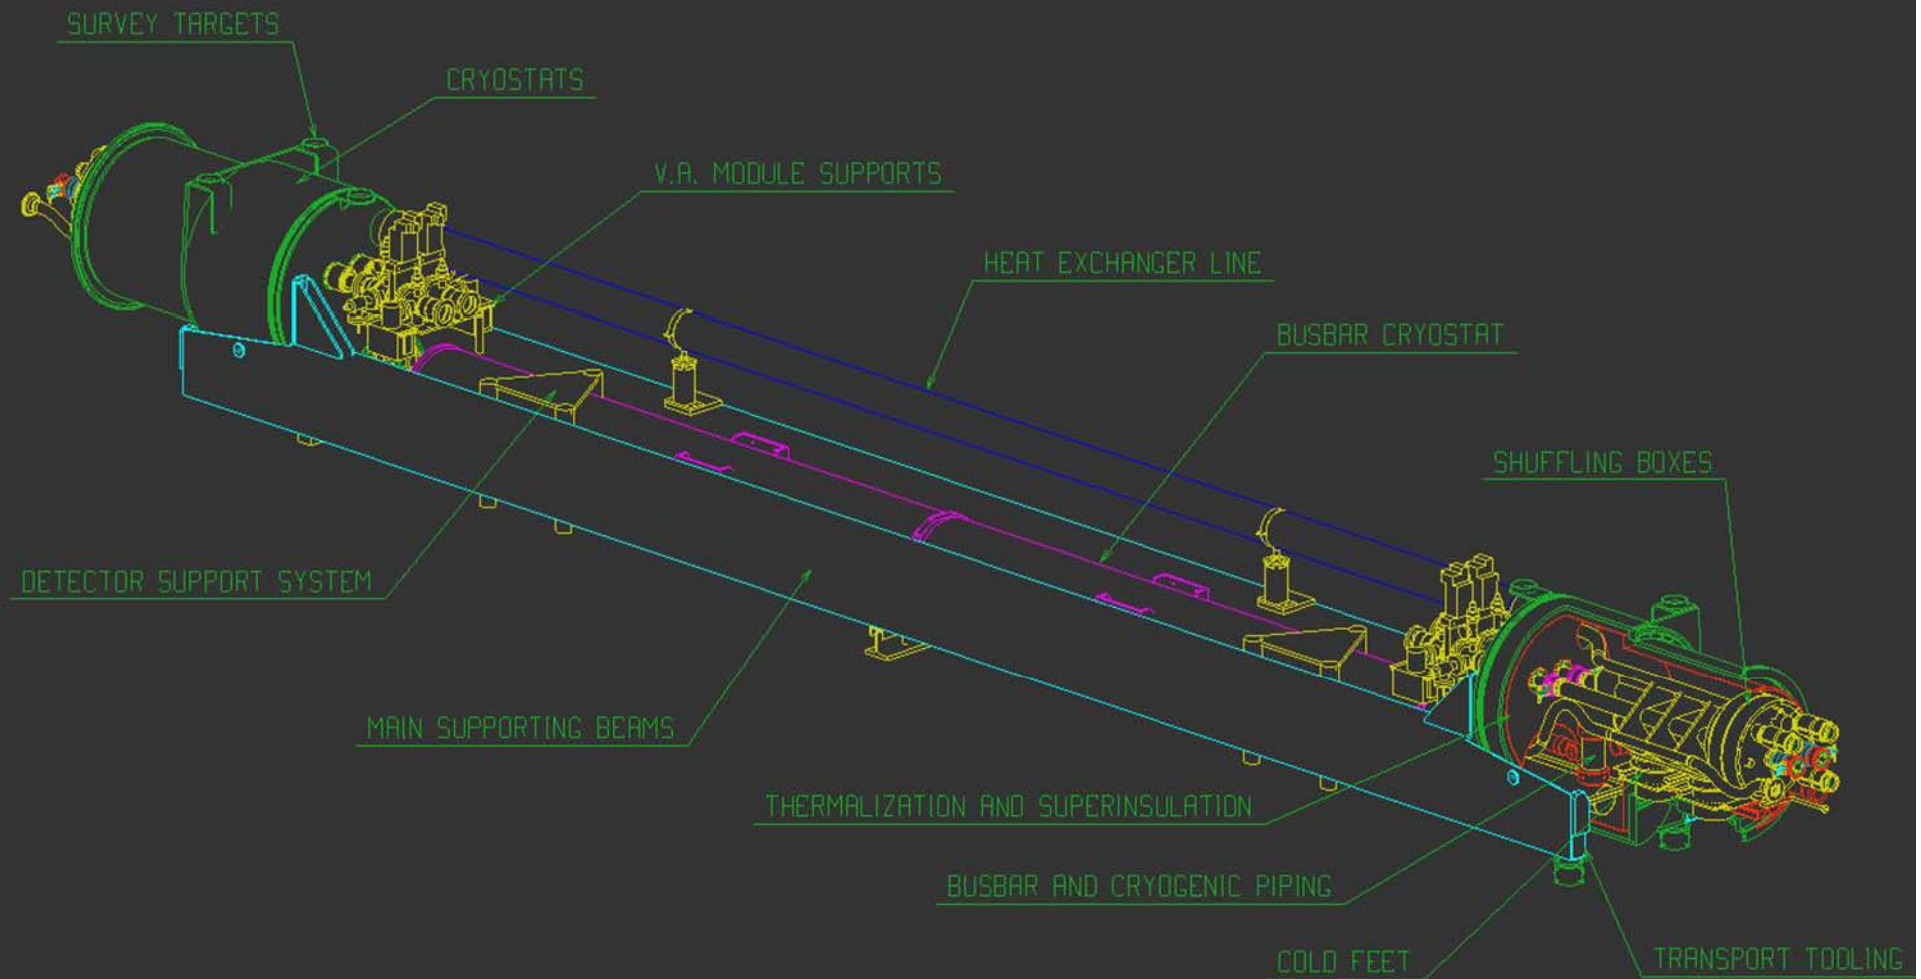 SURVEY TARGETS
CRYOSTATS
V.A. MODULE SUPPORTS
HEAT EXCHANGER LINE
BUSBAR CRYOSTAT
SHUFFLING BOXES
DETECTOR SUPPORT SYSTEM
MAIN SUPPORTING BEAMS
THERMALIZATION AND SUPERINSULATION
BUSBAR AND CRYOGENIC PIPING
COLD FEET
TRANSPORT TOOLING